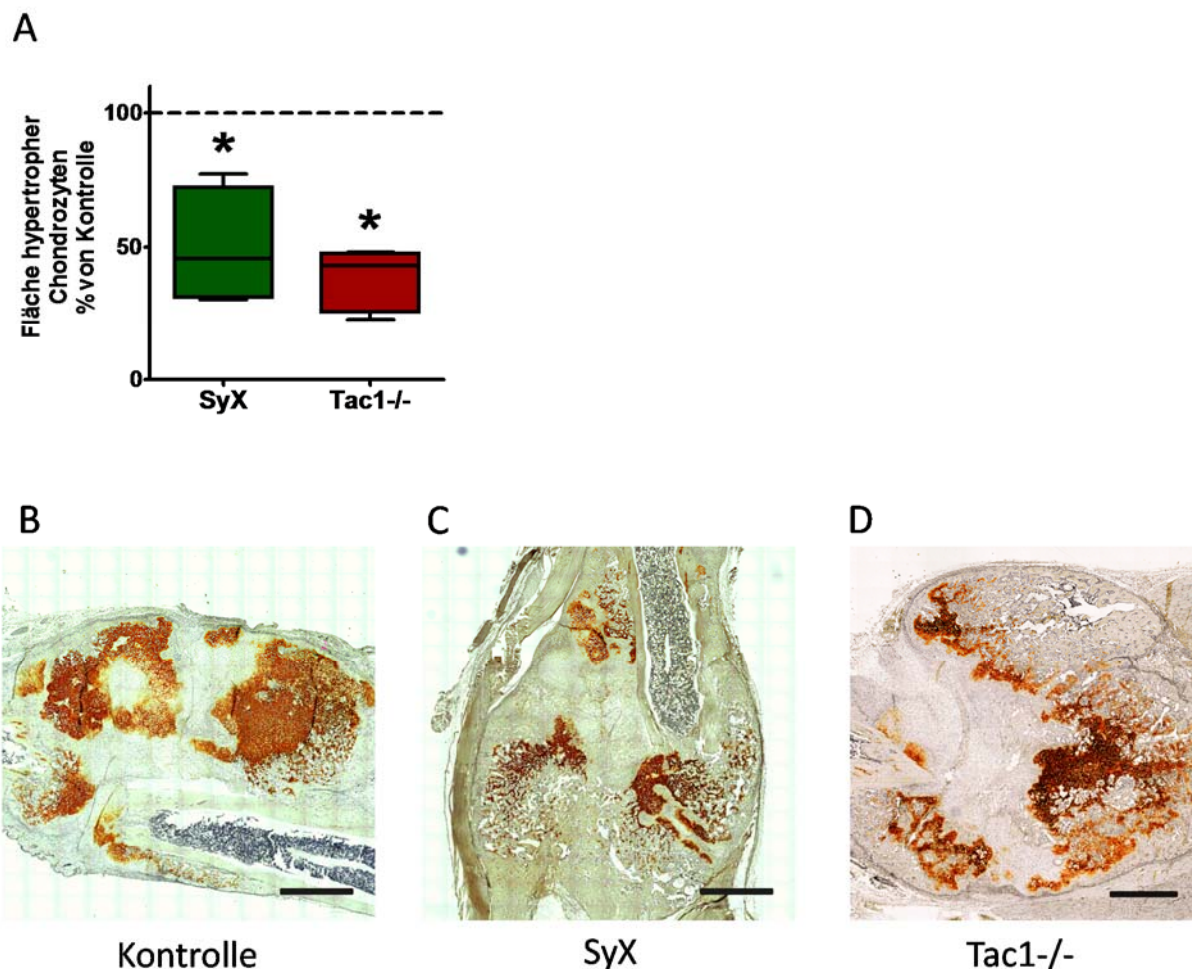 A
Fläche hypertropher
Chondrozyten
% von Kontrolle
100
50
0
*
*
SyX
Tac1-/-
B
C
D
Kontrolle
SyX
Tac1-/-